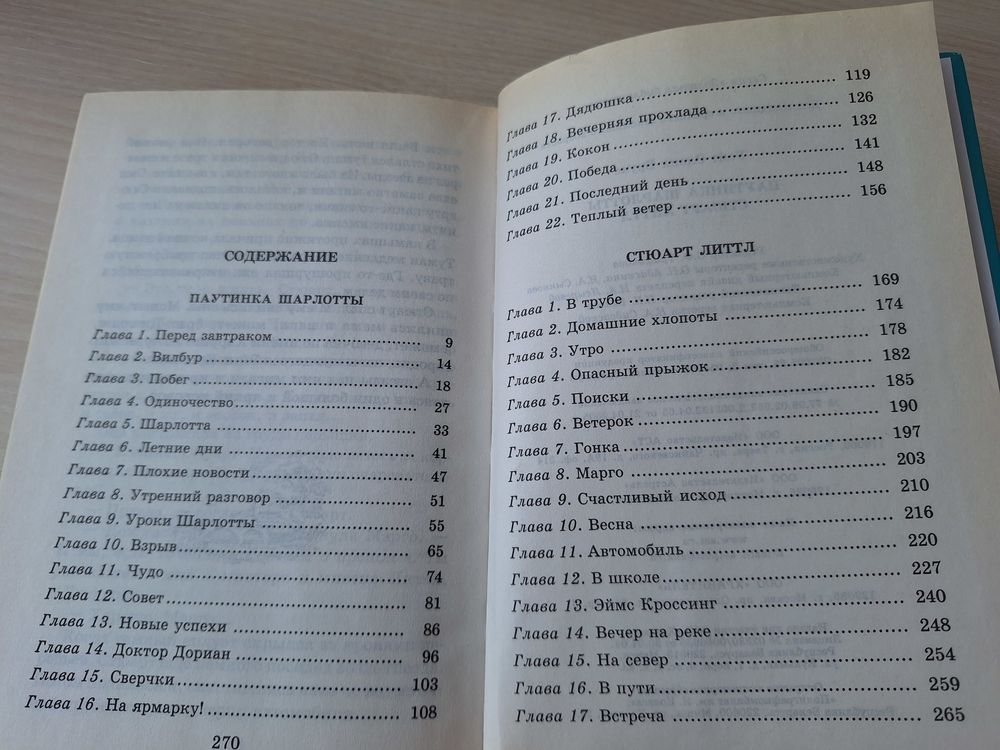 СОДЕРЖАНИЕ
ПАУТИНКА ШАРЛОТТЫ
Глава 1. Перед завтраком 9
Глава 2. Вилбур 14
Глава 3. Побег 18
Глава 4. Одиночество 27
Глава 5. Шарлотта 33
Глава 6. Летние дни 41
Глава 7. Плохие новости 47
Глава 8. Утренний разговор 51
Глава 9. Уроки Шарлотты 55
Глава 10. Взрыв 65
Глава 11. Чудо 74
Глава 12. Совет 81
Глава 13. Новые успехи 86
Глава 14. Доктор Дориан 96
Глава 15. Сверчки 103
Глава 16. На ярмарку! 108
270
Глава 17. Дядюшка 119
Глава 18. Вечерняя прохлада 126
Глава 19. Кокон 132
Глава 20. Победа 141
Глава 21. Последний день 148
Глава 22. Теплый ветер 156
СТЮАРТ ЛИТТЛ
Глава 1. В трубе 169
Глава 2. Домашние хлопоты 174
Глава 3. Утро 178
Глава 4. Опасный прыжок 182
Глава 5. Поиски 185
Глава 6. Ветерок 190
Глава 7. Гонка 197
Глава 8. Марго 203
Глава 9. Счастливый исход 210
Глава 10. Весна 216
Глава 11. Автомобиль 220
Глава 12. В школе 227
Глава 13. Эймс Кроссинг 240
Глава 14. Вечер на реке 248
Глава 15. На север 254
Глава 16. В пути 259
Глава 17. Встреча 265